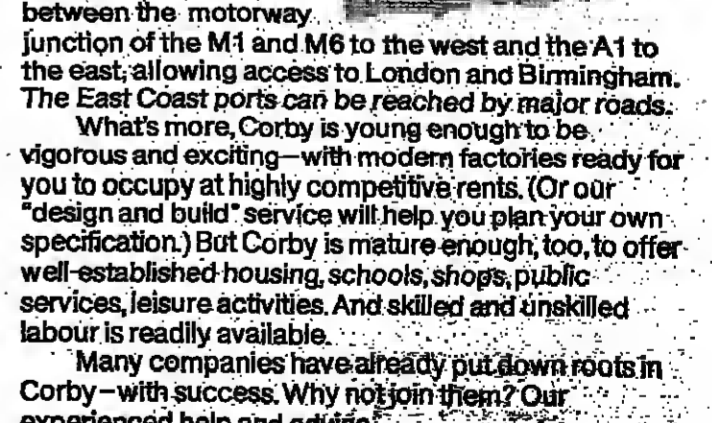 between the motorway
junction of the M1 and M6 to the west and the A1 to
the east, allowing access to London and Birmingham.
The East Coast ports can be reached by major roads.
What's more, Corby is young enough to be
vigorous and exciting—with modern factories ready for
you to occupy at highly competitive rents. (Or our
"design and build" service will help you plan your own
specification.) But Corby is mature enough, too, to offer
well-established housing, schools, shops, public
services, leisure activities. And skilled and unskilled
labour is readily available.
Many companies have already put down roots in
Corby—with success. Why not join them? Our
experienced help and advice